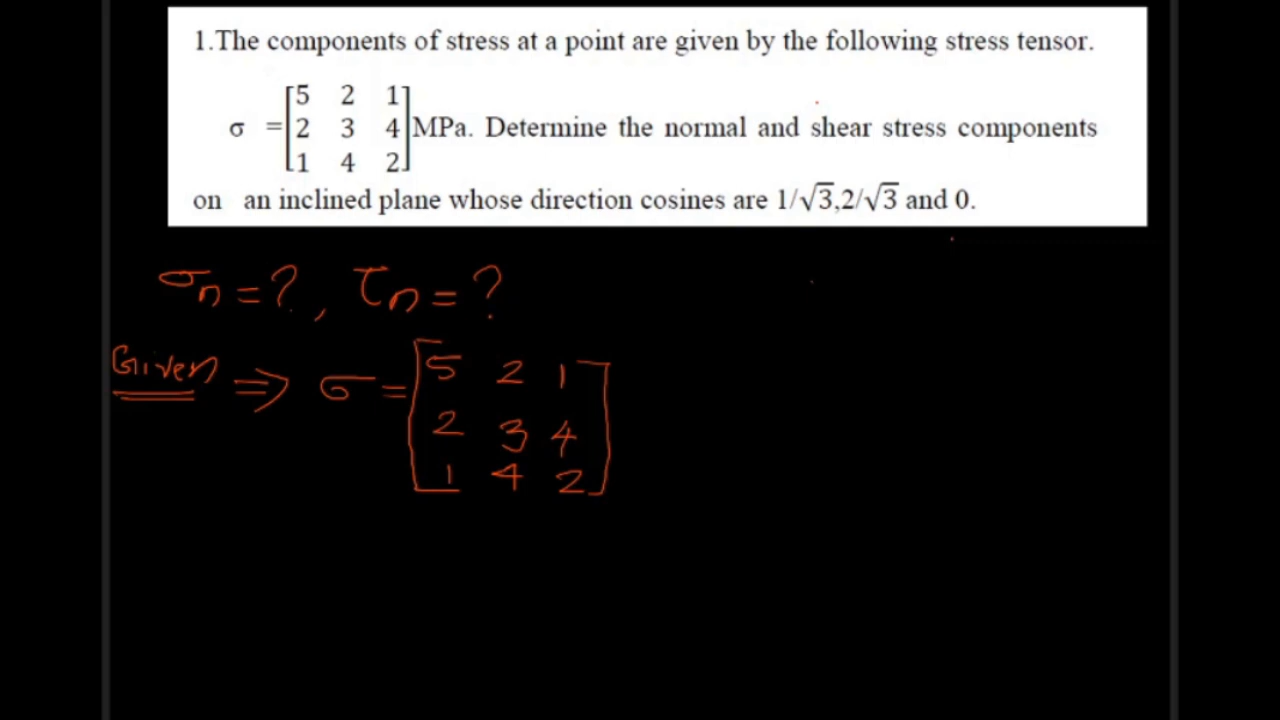 1.The components of stress at a point are given by the following stress tensor.
σ = [5 2 1
2 3 4
1 4 2] MPa. Determine the normal and shear stress components
on an inclined plane whose direction cosines are 1/√3,2/√3 and 0.
σn = ? , τn = ?
Given ⇒ σ = [5 2 1
2 3 4
1 4 2]